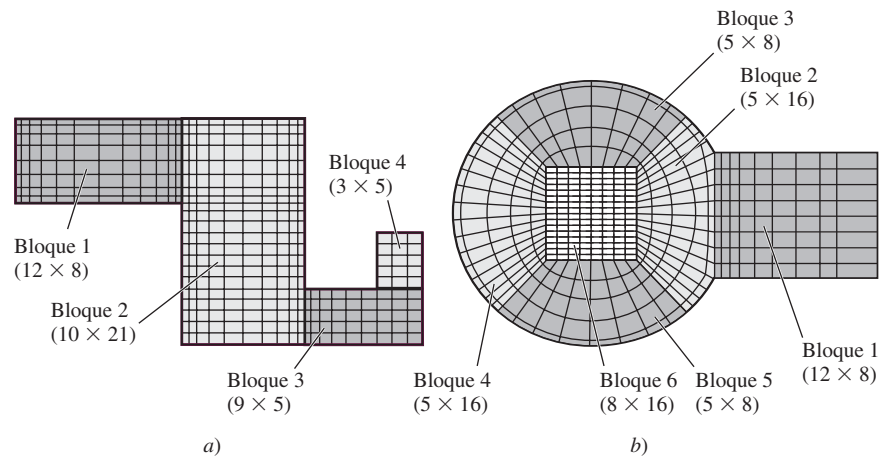 Bloque 4
(3 × 5)
Bloque 1
(12 × 8)
Bloque 2
(10 × 21)
Bloque 3
(9 × 5)
a)
Bloque 3
(5 × 8)
Bloque 2
(5 × 16)
Bloque 1
(12 × 8)
Bloque 4
(5 × 16)
Bloque 6
(8 × 16)
Bloque 5
(5 × 8)
b)